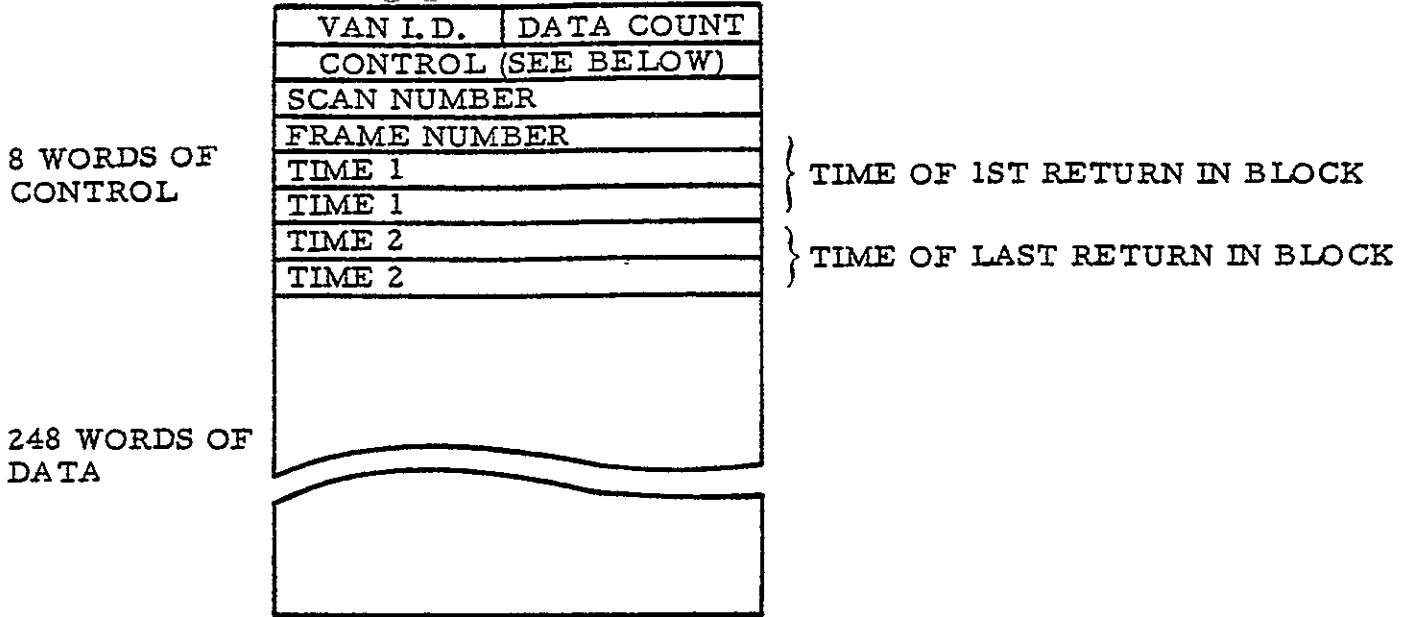 VAN I.D. DATA COUNT
CONTROL (SEE BELOW)
SCAN NUMBER
FRAME NUMBER
TIME 1
TIME 1
TIME 2
TIME 2
8 WORDS OF
CONTROL
TIME OF 1ST RETURN IN BLOCK
TIME OF LAST RETURN IN BLOCK
248 WORDS OF
DATA